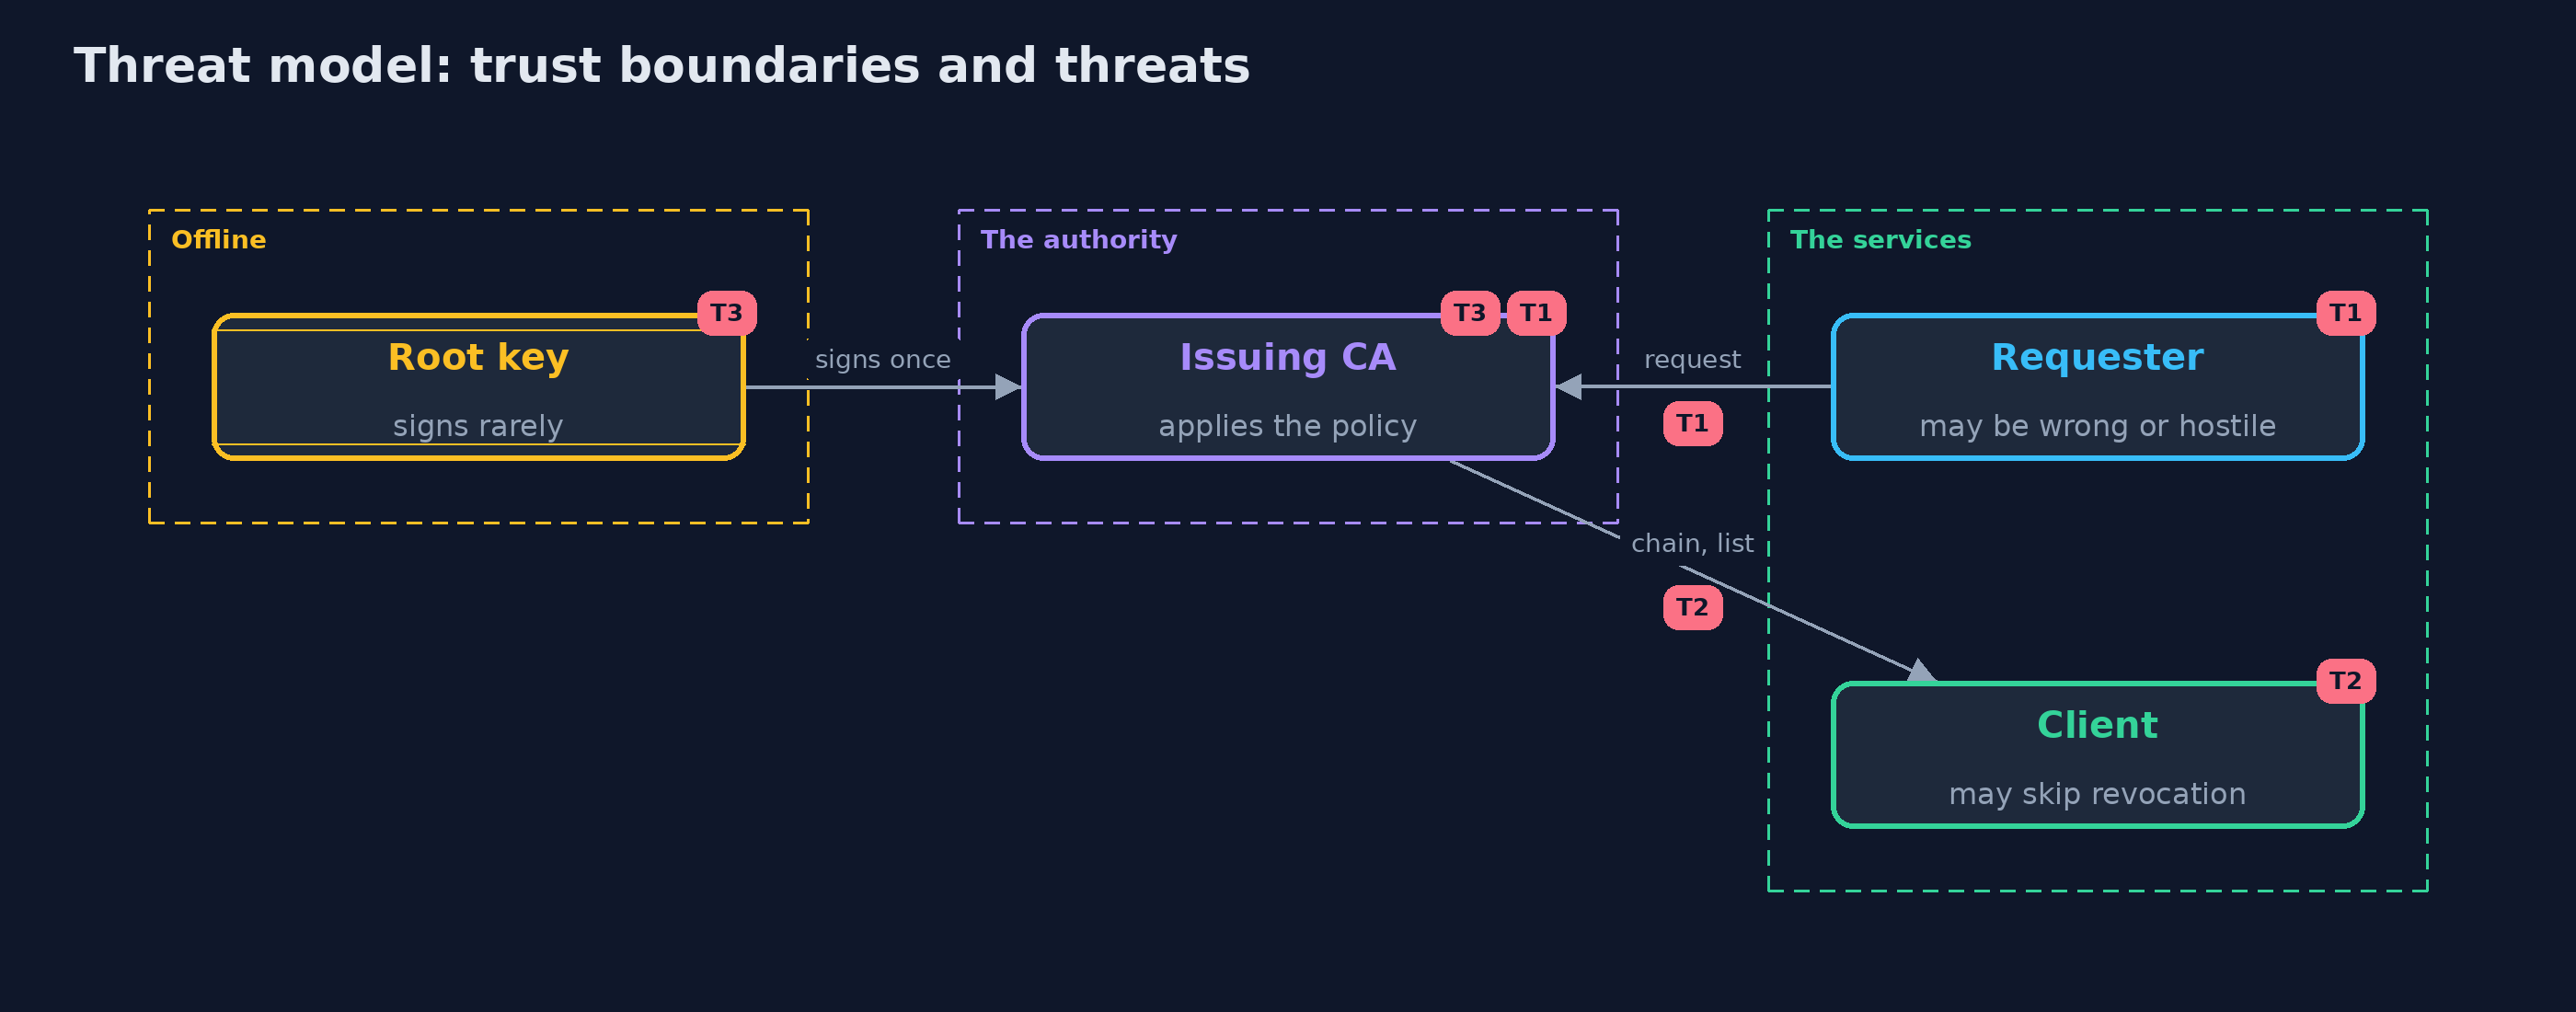 Threat model: trust boundaries and threats
Offline
T3
Root key
signs rarely
signs once
The authority
T3 T1
Issuing CA
applies the policy
request
T1
The services
T1
Requester
may be wrong or hostile
chain, list
T2
T2
Client
may skip revocation